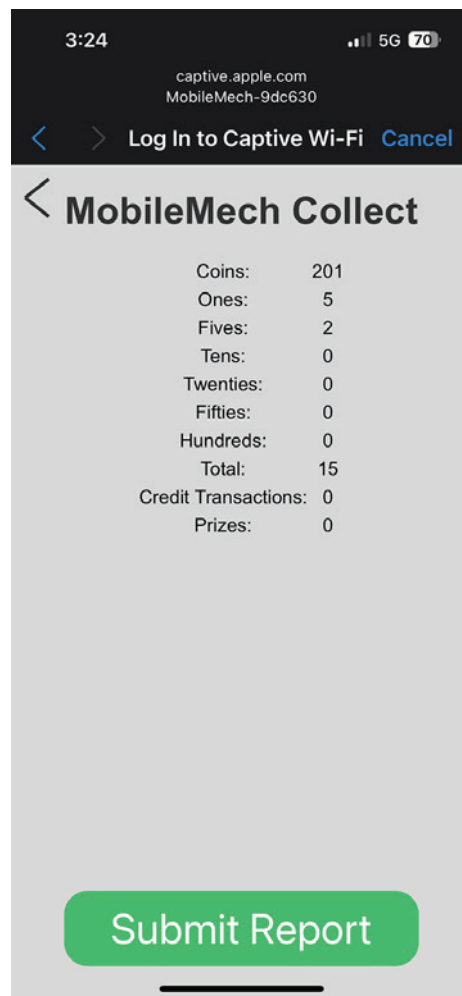 3:24 5G 70
captive.apple.com
MobileMech-9dc630
Log In to Captive Wi-Fi Cancel
MobileMech Collect
Coins: 201
Ones: 5
Fives: 2
Tens: 0
Twenties: 0
Fifties: 0
Hundreds: 0
Total: 15
Credit Transactions: 0
Prizes: 0
Submit Report